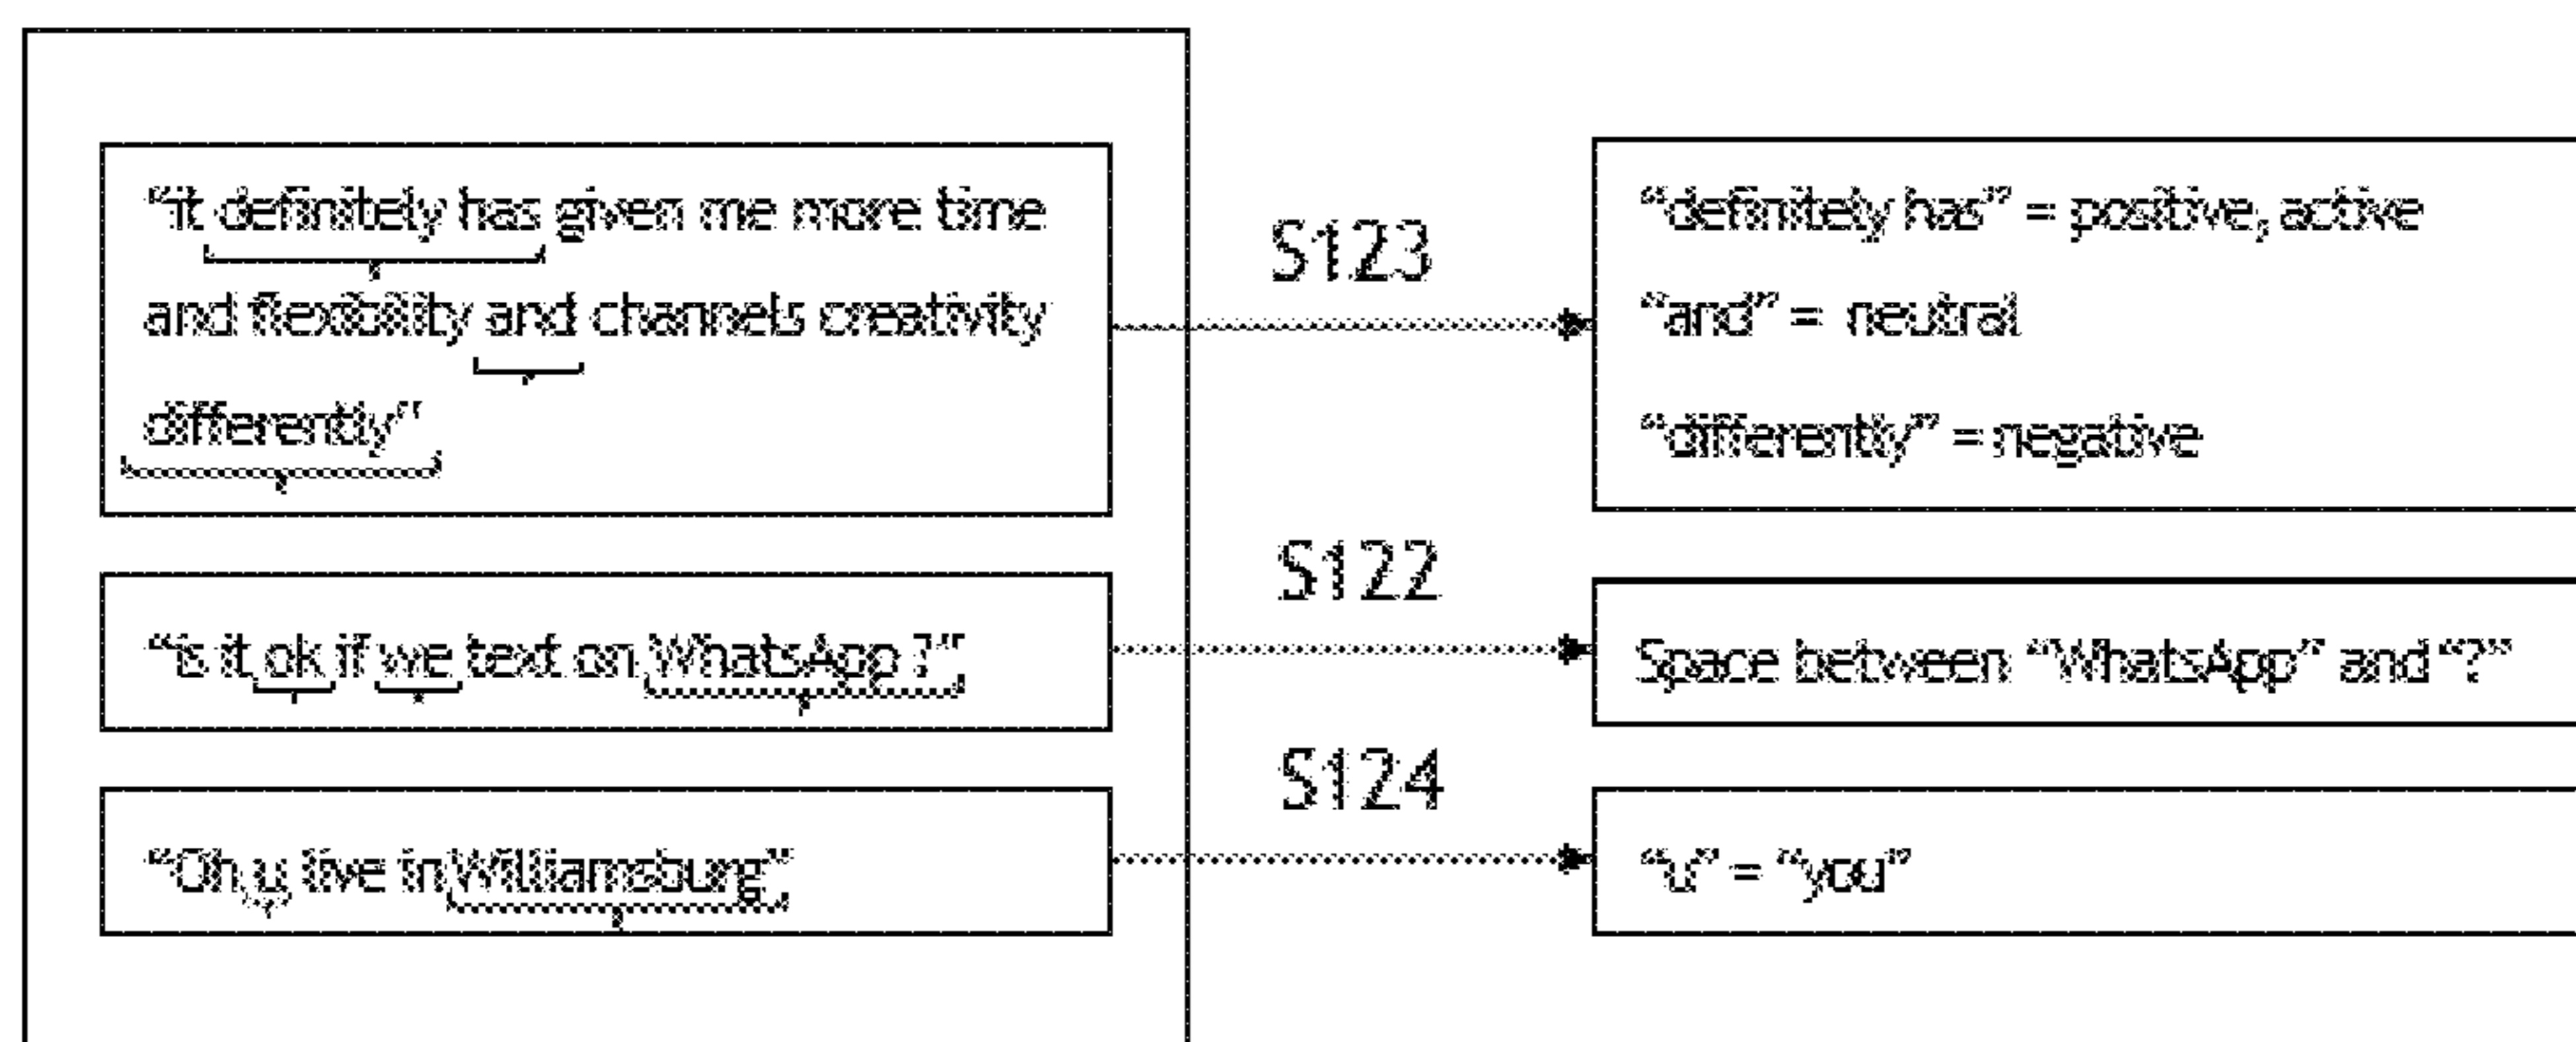 “it definitely has given me more time
and flexibility and channels creativity
differently”
S123
“definitely has” = positive, active
“and” = neutral
“differently” = negative
“is it ok if we text on WhatsApp ?”
S122
Space between “WhatsApp” and “?”
“Oh u live in Williamsburg”
S124
“u” = “you”